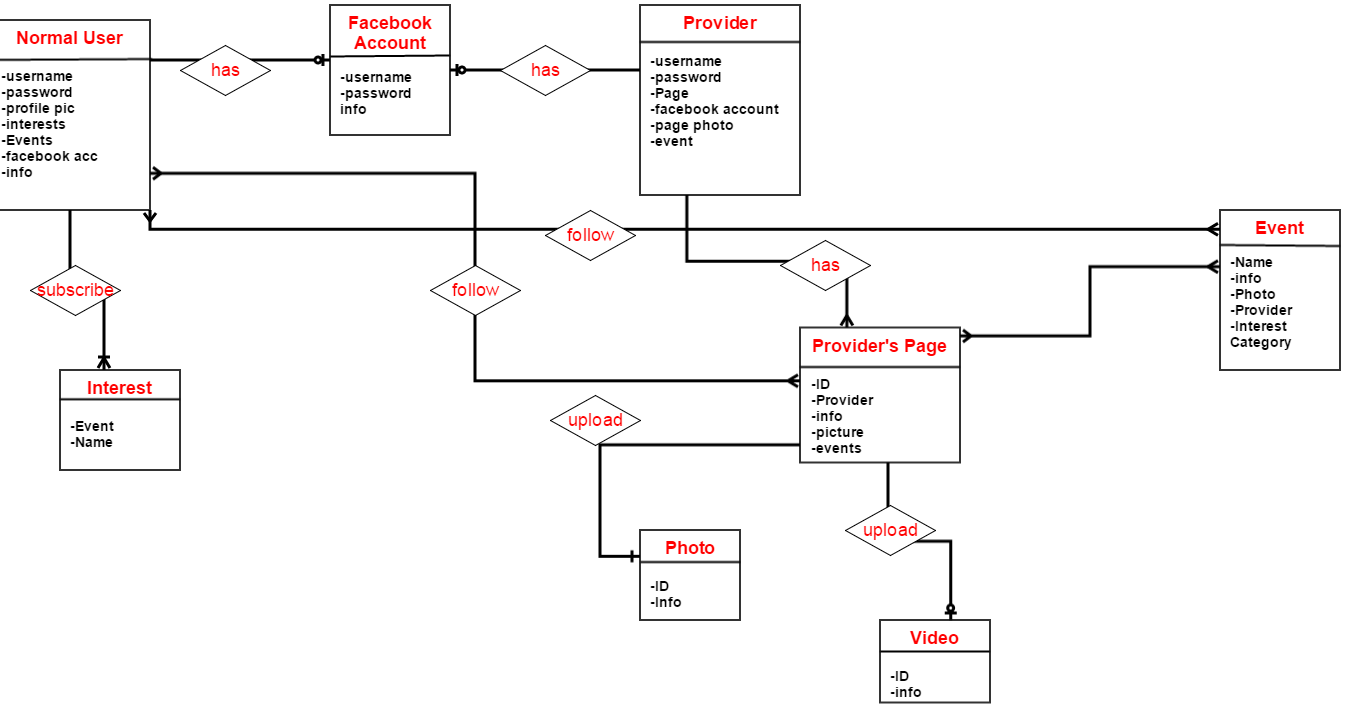 Normal User
-username
-password
-profile pic
-interests
-Events
-facebook acc
-info
has
Facebook
Account
-username
-password
info
has
Provider
-username
-password
-Page
-facebook account
-page photo
-event
follow
has
Event
-Name
-info
-Photo
-Provider
-Interest
Category
subscribe
follow
Provider's Page
-ID
-Provider
-info
-picture
-events
Interest
-Event
-Name
upload
upload
Photo
-ID
-Info
Video
-ID
-info